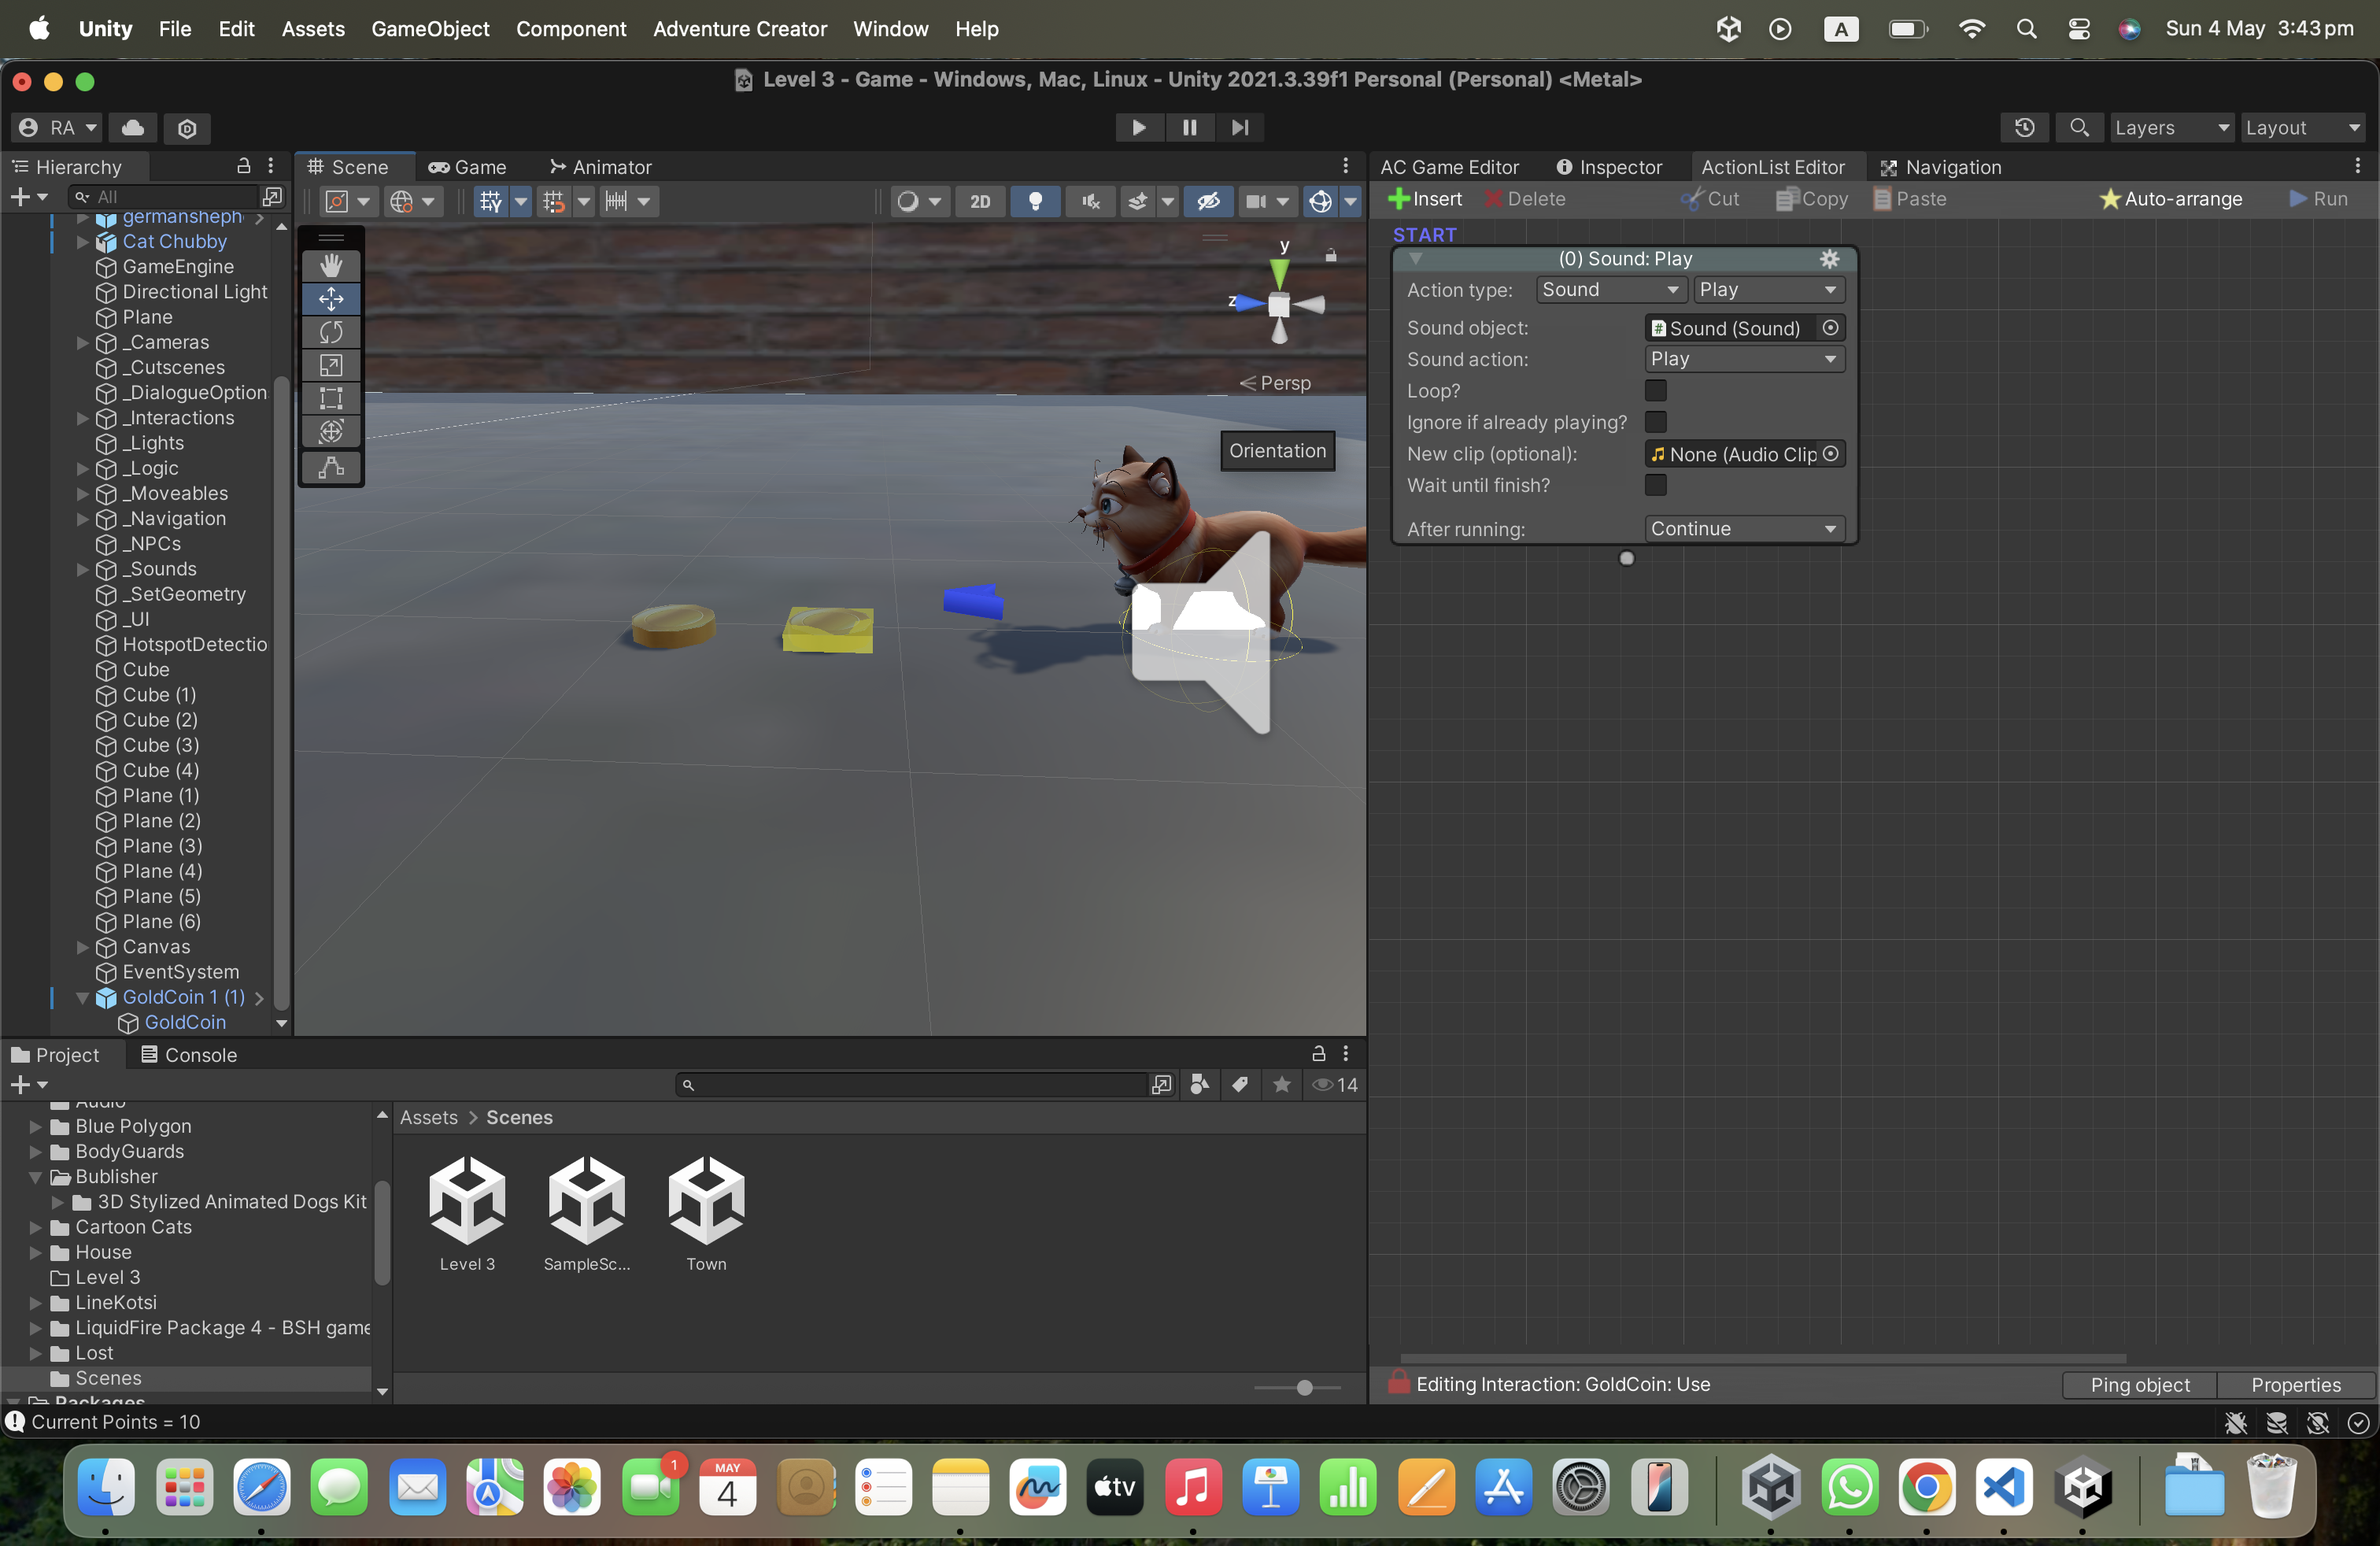 Unity File Edit Assets GameObject Component Adventure Creator Window Help
A Sun 4 May 3:43 pm
Level 3 - Game - Windows, Mac, Linux - Unity 2021.3.39f1 Personal (Personal) <Metal>
RA
Layers Layout
Hierarchy
All
germansheph
Cat Chubby
GameEngine
Directional Light
Plane
_Cameras
_Cutscenes
_DialogueOption
_Interactions
_Lights
_Logic
_Moveables
_Navigation
_NPCs
_Sounds
_SetGeometry
_UI
HotspotDetectio
Cube
Cube (1)
Cube (2)
Cube (3)
Cube (4)
Plane (1)
Plane (2)
Plane (3)
Plane (4)
Plane (5)
Plane (6)
Canvas
EventSystem
GoldCoin 1 (1)
GoldCoin
Scene Game Animator
2D
y
z
Persp
Orientation
AC Game Editor Inspector ActionList Editor Navigation
Insert Delete Cut Copy Paste Auto-arrange Run
START
(0) Sound: Play
Action type: Sound Play
Sound object: Sound (Sound)
Sound action: Play
Loop?
Ignore if already playing?
New clip (optional): None (Audio Clip
Wait until finish?
After running: Continue
Editing Interaction: GoldCoin: Use Ping object Properties
Project Console
14
Audio
Blue Polygon
BodyGuards
Bublisher
3D Stylized Animated Dogs Kit
Cartoon Cats
House
Level 3
LineKotsi
LiquidFire Package 4 - BSH game
Lost
Scenes
Packages
Assets > Scenes
Level 3 SampleSc... Town
Current Points = 10
1
MAY
4
tv